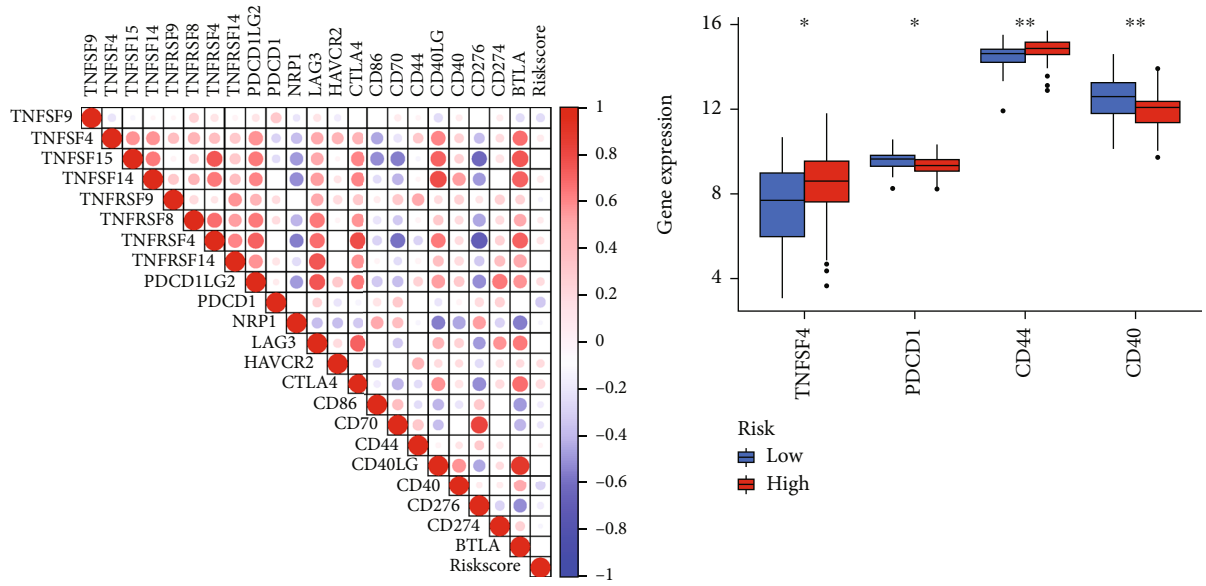 TNFSF9
TNFSF4
TNFSF15
TNFSF14
TNFRSF9
TNFRSF8
TNFRSF4
TNFRSF14
PDCD1LG2
PDCD1
NRP1
LAG3
HAVCR2
CTLA4
CD86
CD70
CD44
CD40LG
CD40
CD276
CD274
BTLA
Riskscore
TNFSF9
TNFSF4
TNFSF15
TNFSF14
TNFRSF9
TNFRSF8
TNFRSF4
TNFRSF14
PDCD1LG2
PDCD1
NRP1
LAG3
HAVCR2
CTLA4
CD86
CD70
CD44
CD40LG
CD40
CD276
CD274
BTLA
Riskscore
1
0.8
0.6
0.4
0.2
0
−0.2
−0.4
−0.6
−0.8
−1
Gene expression
16
12
8
4
*
*
**
**
TNFSF4
PDCD1
CD44
CD40
Risk
Low
High